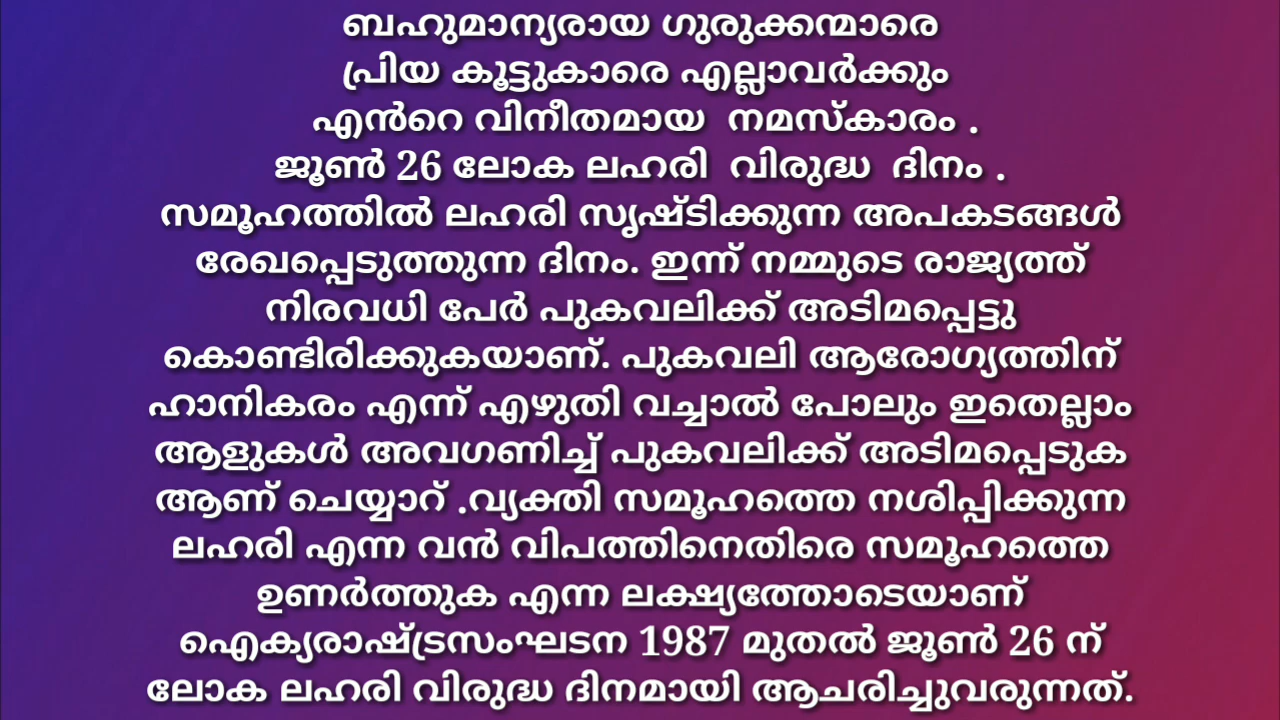 ബഹുമാന്യരായ ഗുരുക്കന്മാരെ
പ്രിയ കൂട്ടുകാരെ എല്ലാവർക്കും
എൻറെ വിനീതമായ നമസ്കാരം .
ജൂൺ 26 ലോക ലഹരി വിരുദ്ധ ദിനം .
സമൂഹത്തിൽ ലഹരി സൃഷ്ടിക്കുന്ന അപകടങ്ങൾ
രേഖപ്പെടുത്തുന്ന ദിനം. ഇന്ന് നമ്മുടെ രാജ്യത്ത്
നിരവധി പേർ പുകവലിക്ക് അടിമപ്പെട്ടു
കൊണ്ടിരിക്കുകയാണ്. പുകവലി ആരോഗ്യത്തിന്
ഹാനികരം എന്ന് എഴുതി വച്ചാൽ പോലും ഇതെല്ലാം
ആളുകൾ അവഗണിച്ച് പുകവലിക്ക് അടിമപ്പെടുക
ആണ് ചെയ്യാറ് .വ്യക്തി സമൂഹത്തെ നശിപ്പിക്കുന്ന
ലഹരി എന്ന വൻ വിപത്തിനെതിരെ സമൂഹത്തെ
ഉണർത്തുക എന്ന ലക്ഷ്യത്തോടെയാണ്
ഐക്യരാഷ്ട്രസംഘടന 1987 മുതൽ ജൂൺ 26 ന്
ലോക ലഹരി വിരുദ്ധ ദിനമായി ആചരിച്ചുവരുന്നത്.